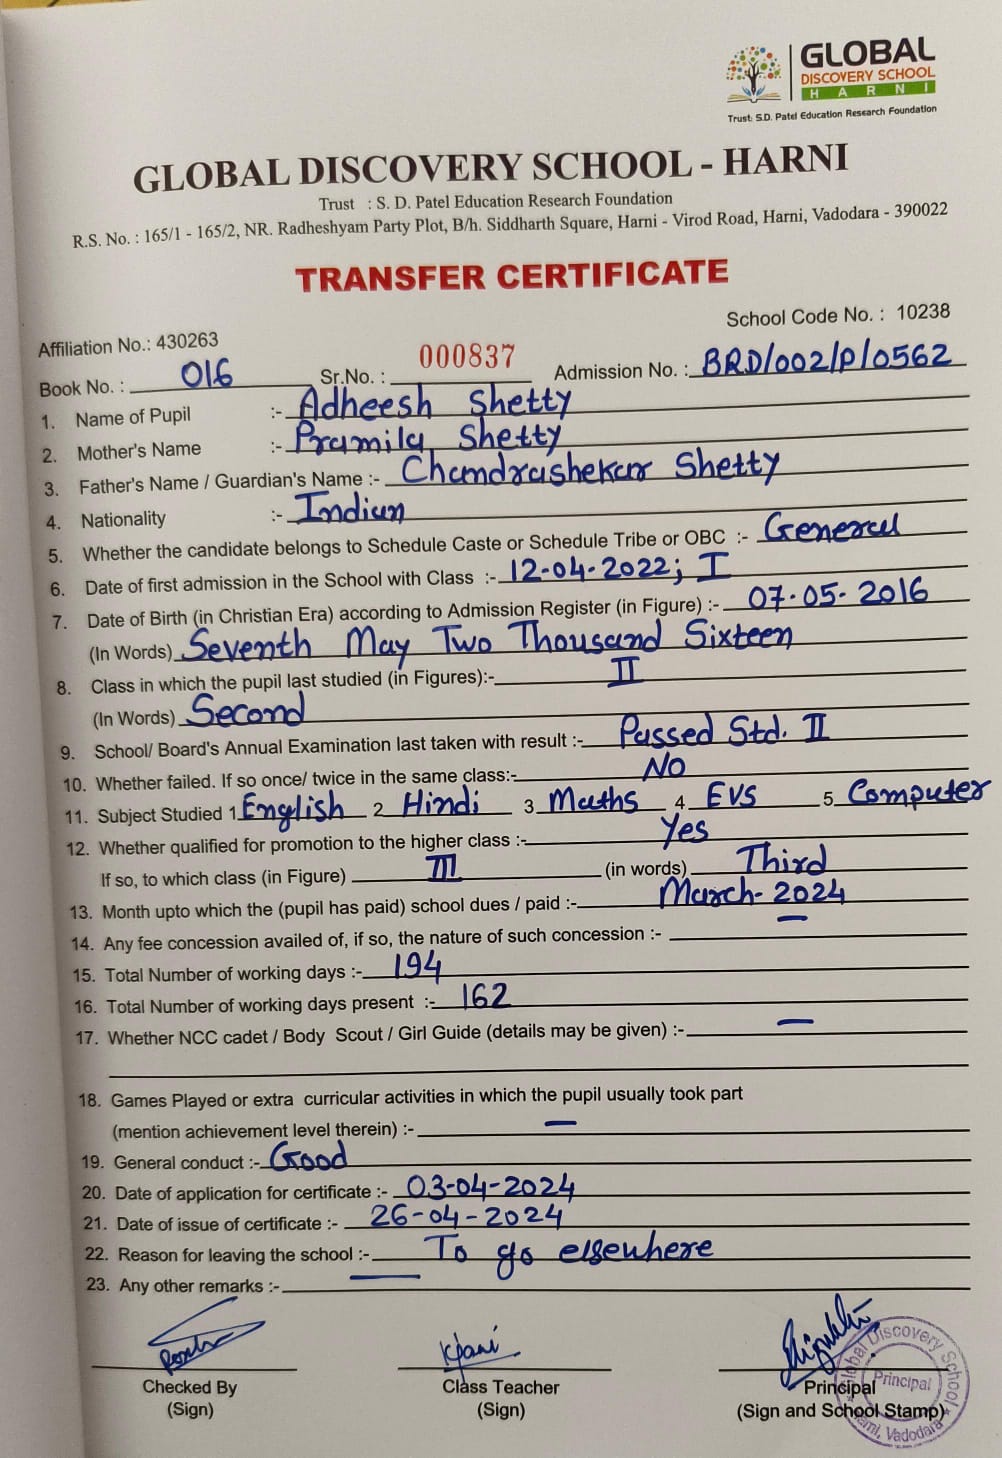 GLOBAL
DISCOVERY SCHOOL
HARNI
Trust: S.D. Patel Education Research Foundation
GLOBAL DISCOVERY SCHOOL - HARNI
Trust : S. D. Patel Education Research Foundation
R.S. No. : 165/1 - 165/2, NR. Radheshyam Party Plot, B/h. Siddharth Square, Harni - Virod Road, Harni, Vadodara - 390022
TRANSFER CERTIFICATE
Affiliation No.: 430263 School Code No. : 10238
Book No. : 016 Sr.No. : 000837 Admission No. : BRD/002/P/0562
1. Name of Pupil :- Adheesh Shetty
2. Mother's Name :- Pramila Shetty
3. Father's Name / Guardian's Name :- Chandrashekar Shetty
4. Nationality :- Indian
5. Whether the candidate belongs to Schedule Caste or Schedule Tribe or OBC :- General
6. Date of first admission in the School with Class :- 12-04-2022; I
7. Date of Birth (in Christian Era) according to Admission Register (in Figure) :- 07.05.2016
(In Words) Seventh May Two Thousand Sixteen
8. Class in which the pupil last studied (in Figures):- II
(In Words) Second
9. School/ Board's Annual Examination last taken with result :- Passed Std. II
10. Whether failed. If so once/ twice in the same class:- NO
11. Subject Studied 1 English 2 Hindi 3 Maths 4 EVS 5 Computer
12. Whether qualified for promotion to the higher class :- Yes
If so, to which class (in Figure) III (in words) Third
13. Month upto which the (pupil has paid) school dues / paid :- March-2024
14. Any fee concession availed of, if so, the nature of such concession :- —
15. Total Number of working days :- 194
16. Total Number of working days present :- 162
17. Whether NCC cadet / Body Scout / Girl Guide (details may be given) :- —
18. Games Played or extra curricular activities in which the pupil usually took part
(mention achievement level therein) :- —
19. General conduct :- Good
20. Date of application for certificate :- 03-04-2024
21. Date of issue of certificate :- 26-04-2024
22. Reason for leaving the school :- To go elsewhere
23. Any other remarks :- —
Checked By Class Teacher Principal
(Sign) (Sign) (Sign and School Stamp)
Global Discovery School
Principal
Harni, Vadodara